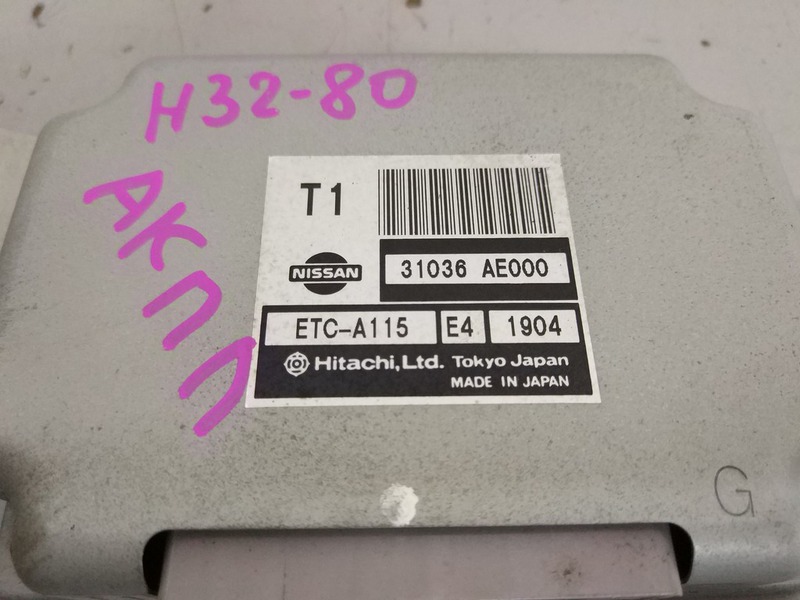 H32-80
АКПП
T1
NISSAN
31036 AE000
ETC-A115 E4 1904
Hitachi,Ltd. Tokyo Japan
MADE IN JAPAN
G